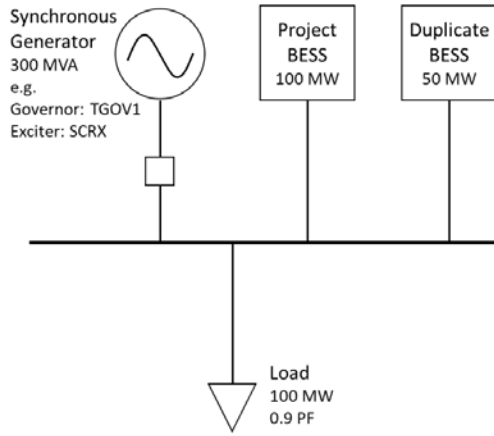 Synchronous
Generator
300 MVA
e.g.
Governor: TGOV1
Exciter: SCRX
Project
BESS
100 MW
Duplicate
BESS
50 MW
Load
100 MW
0.9 PF